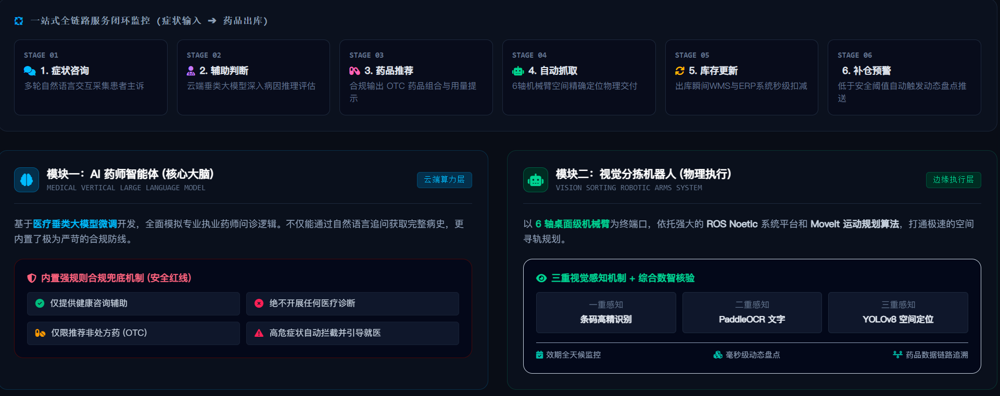 一站式全链路服务闭环监控 (症状输入 ➔ 药品出库)
STAGE 01
1. 症状咨询
多轮自然语言交互采集患者主诉
STAGE 02
2. 辅助判断
云端垂类大模型深入病因推理评估
STAGE 03
3. 药品推荐
合规输出 OTC 药品组合与用量提
示
STAGE 04
4. 自动抓取
6轴机械臂空间精确定位物理交付
STAGE 05
5. 库存更新
出库瞬间WMS与ERP系统秒级扣减
STAGE 06
6. 补仓预警
低于安全阈值自动触发动态盘点推
送
模块一：AI 药师智能体 (核心大脑)
MEDICAL VERTICAL LARGE LANGUAGE MODEL
云端算力层
基于医疗垂类大模型微调开发，全面模拟专业执业药师问诊逻辑。不仅能通过自然语言追问获取完整病史，更
内置了极为严苛的合规防线。
内置强规则合规兜底机制 (安全红线)
仅提供健康咨询辅助
绝不开展任何医疗诊断
仅限推荐非处方药 (OTC)
高危症状自动拦截并引导就医
模块二：视觉分拣机器人 (物理执行)
VISION SORTING ROBOTIC ARMS SYSTEM
边缘执行层
以 6 轴桌面级机械臂为终端口，依托强大的 ROS Noetic 系统平台和 MoveIt 运动规划算法，打通极速的空间
寻轨规划。
三重视觉感知机制 + 综合数智核验
一重感知
条码高精识别
二重感知
PaddleOCR 文字
三重感知
YOLOv8 空间定位
效期全天候监控
毫秒级动态盘点
药品数据链路追溯